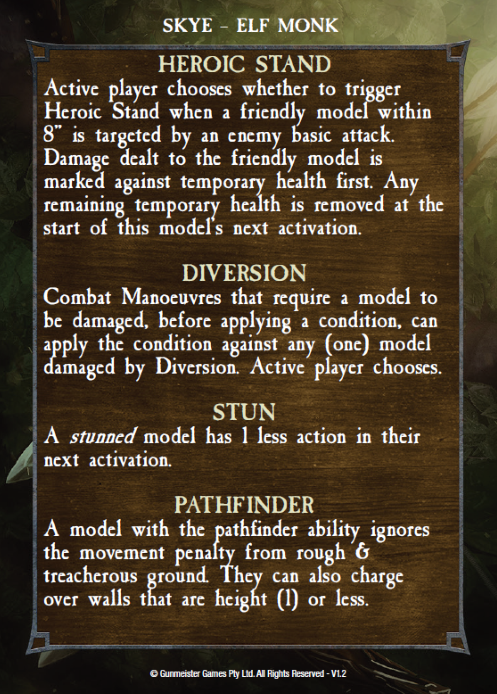 SKYE - ELF MONK
HEROIC STAND
Active player chooses whether to trigger
Heroic Stand when a friendly model within
8” is targeted by an enemy basic attack.
Damage dealt to the friendly model is
marked against temporary health first. Any
remaining temporary health is removed at the
start of this model's next activation.
DIVERSION
Combat Manoeuvres that require a model to
be damaged, before applying a condition, can
apply the condition against any (one) model
damaged by Diversion. Active player chooses.
STUN
A stunned model has 1 less action in their
next activation.
PATHFINDER
A model with the pathfinder ability ignores
the movement penalty from rough &
treacherous ground. They can also charge
over walls that are height (1) or less.
© Gunmeister Games Pty Ltd. All Rights Reserved - V1.2